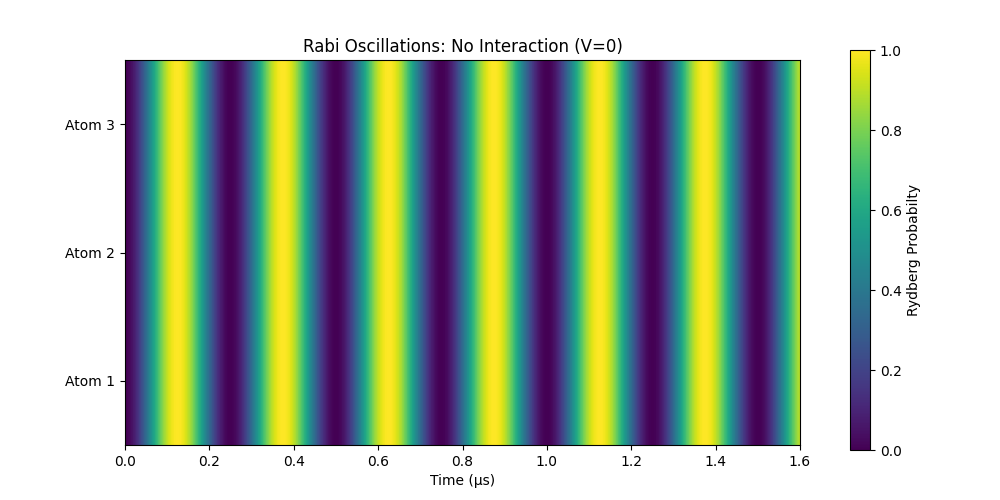 Rabi Oscillations: No Interaction (V=0)
Atom 3
Atom 2
Atom 1
0.0 0.2 0.4 0.6 0.8 1.0 1.2 1.4 1.6
Time (μs)
1.0
0.8
0.6
0.4
0.2
0.0
Rydberg Probabilty